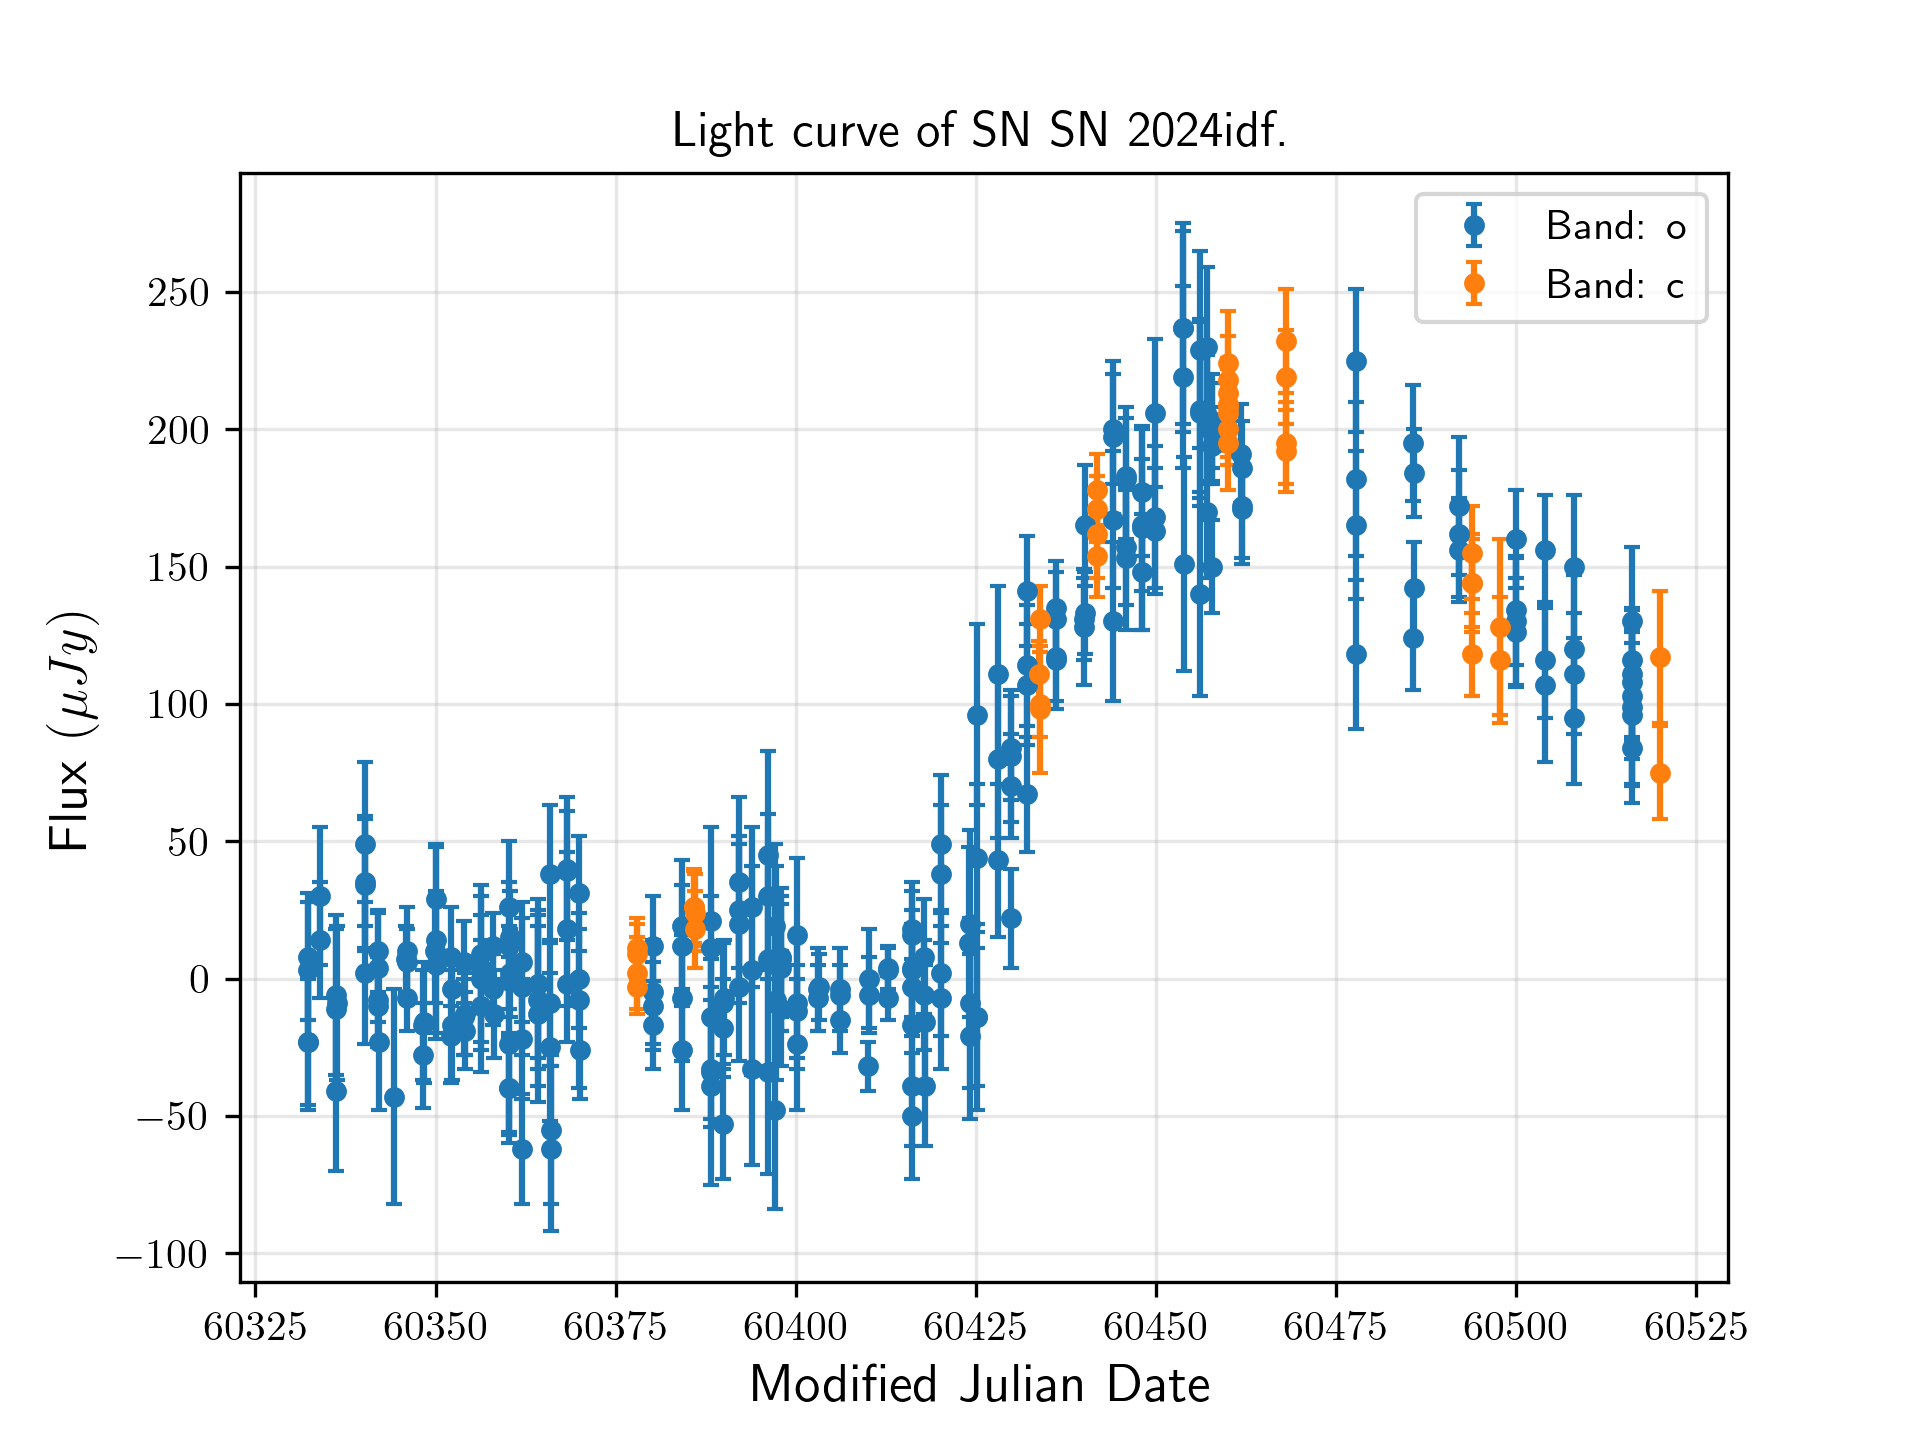 Light curve of SN SN 2024idf.
Band: o
Band: c
250
200
150
100
50
0
−50
−100
Flux (μJy)
60325 60350 60375 60400 60425 60450 60475 60500 60525
Modified Julian Date